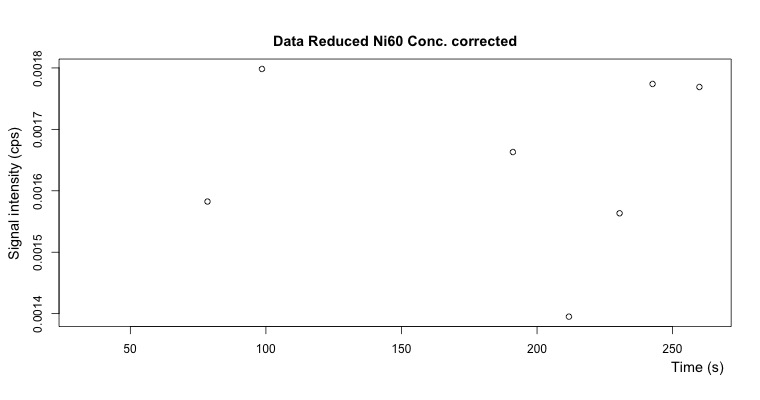 Data Reduced Ni60 Conc. corrected
Signal intensity (cps)
0.0018
0.0017
0.0016
0.0015
0.0014
50 100 150 200 250
Time (s)